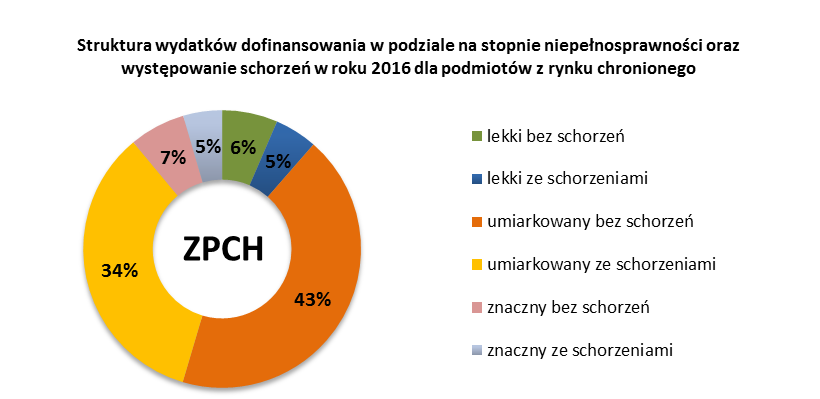 Struktura wydatków dofinansowania w podziale na stopnie niepełnosprawności oraz
występowanie schorzeń w roku 2016 dla podmiotów z rynku chronionego
5%
6%
7%
5%
ZPCH
34%
43%
lekki bez schorzeń
lekki ze schorzeniami
umiarkowany bez schorzeń
umiarkowany ze schorzeniami
znaczny bez schorzeń
znaczny ze schorzeniami